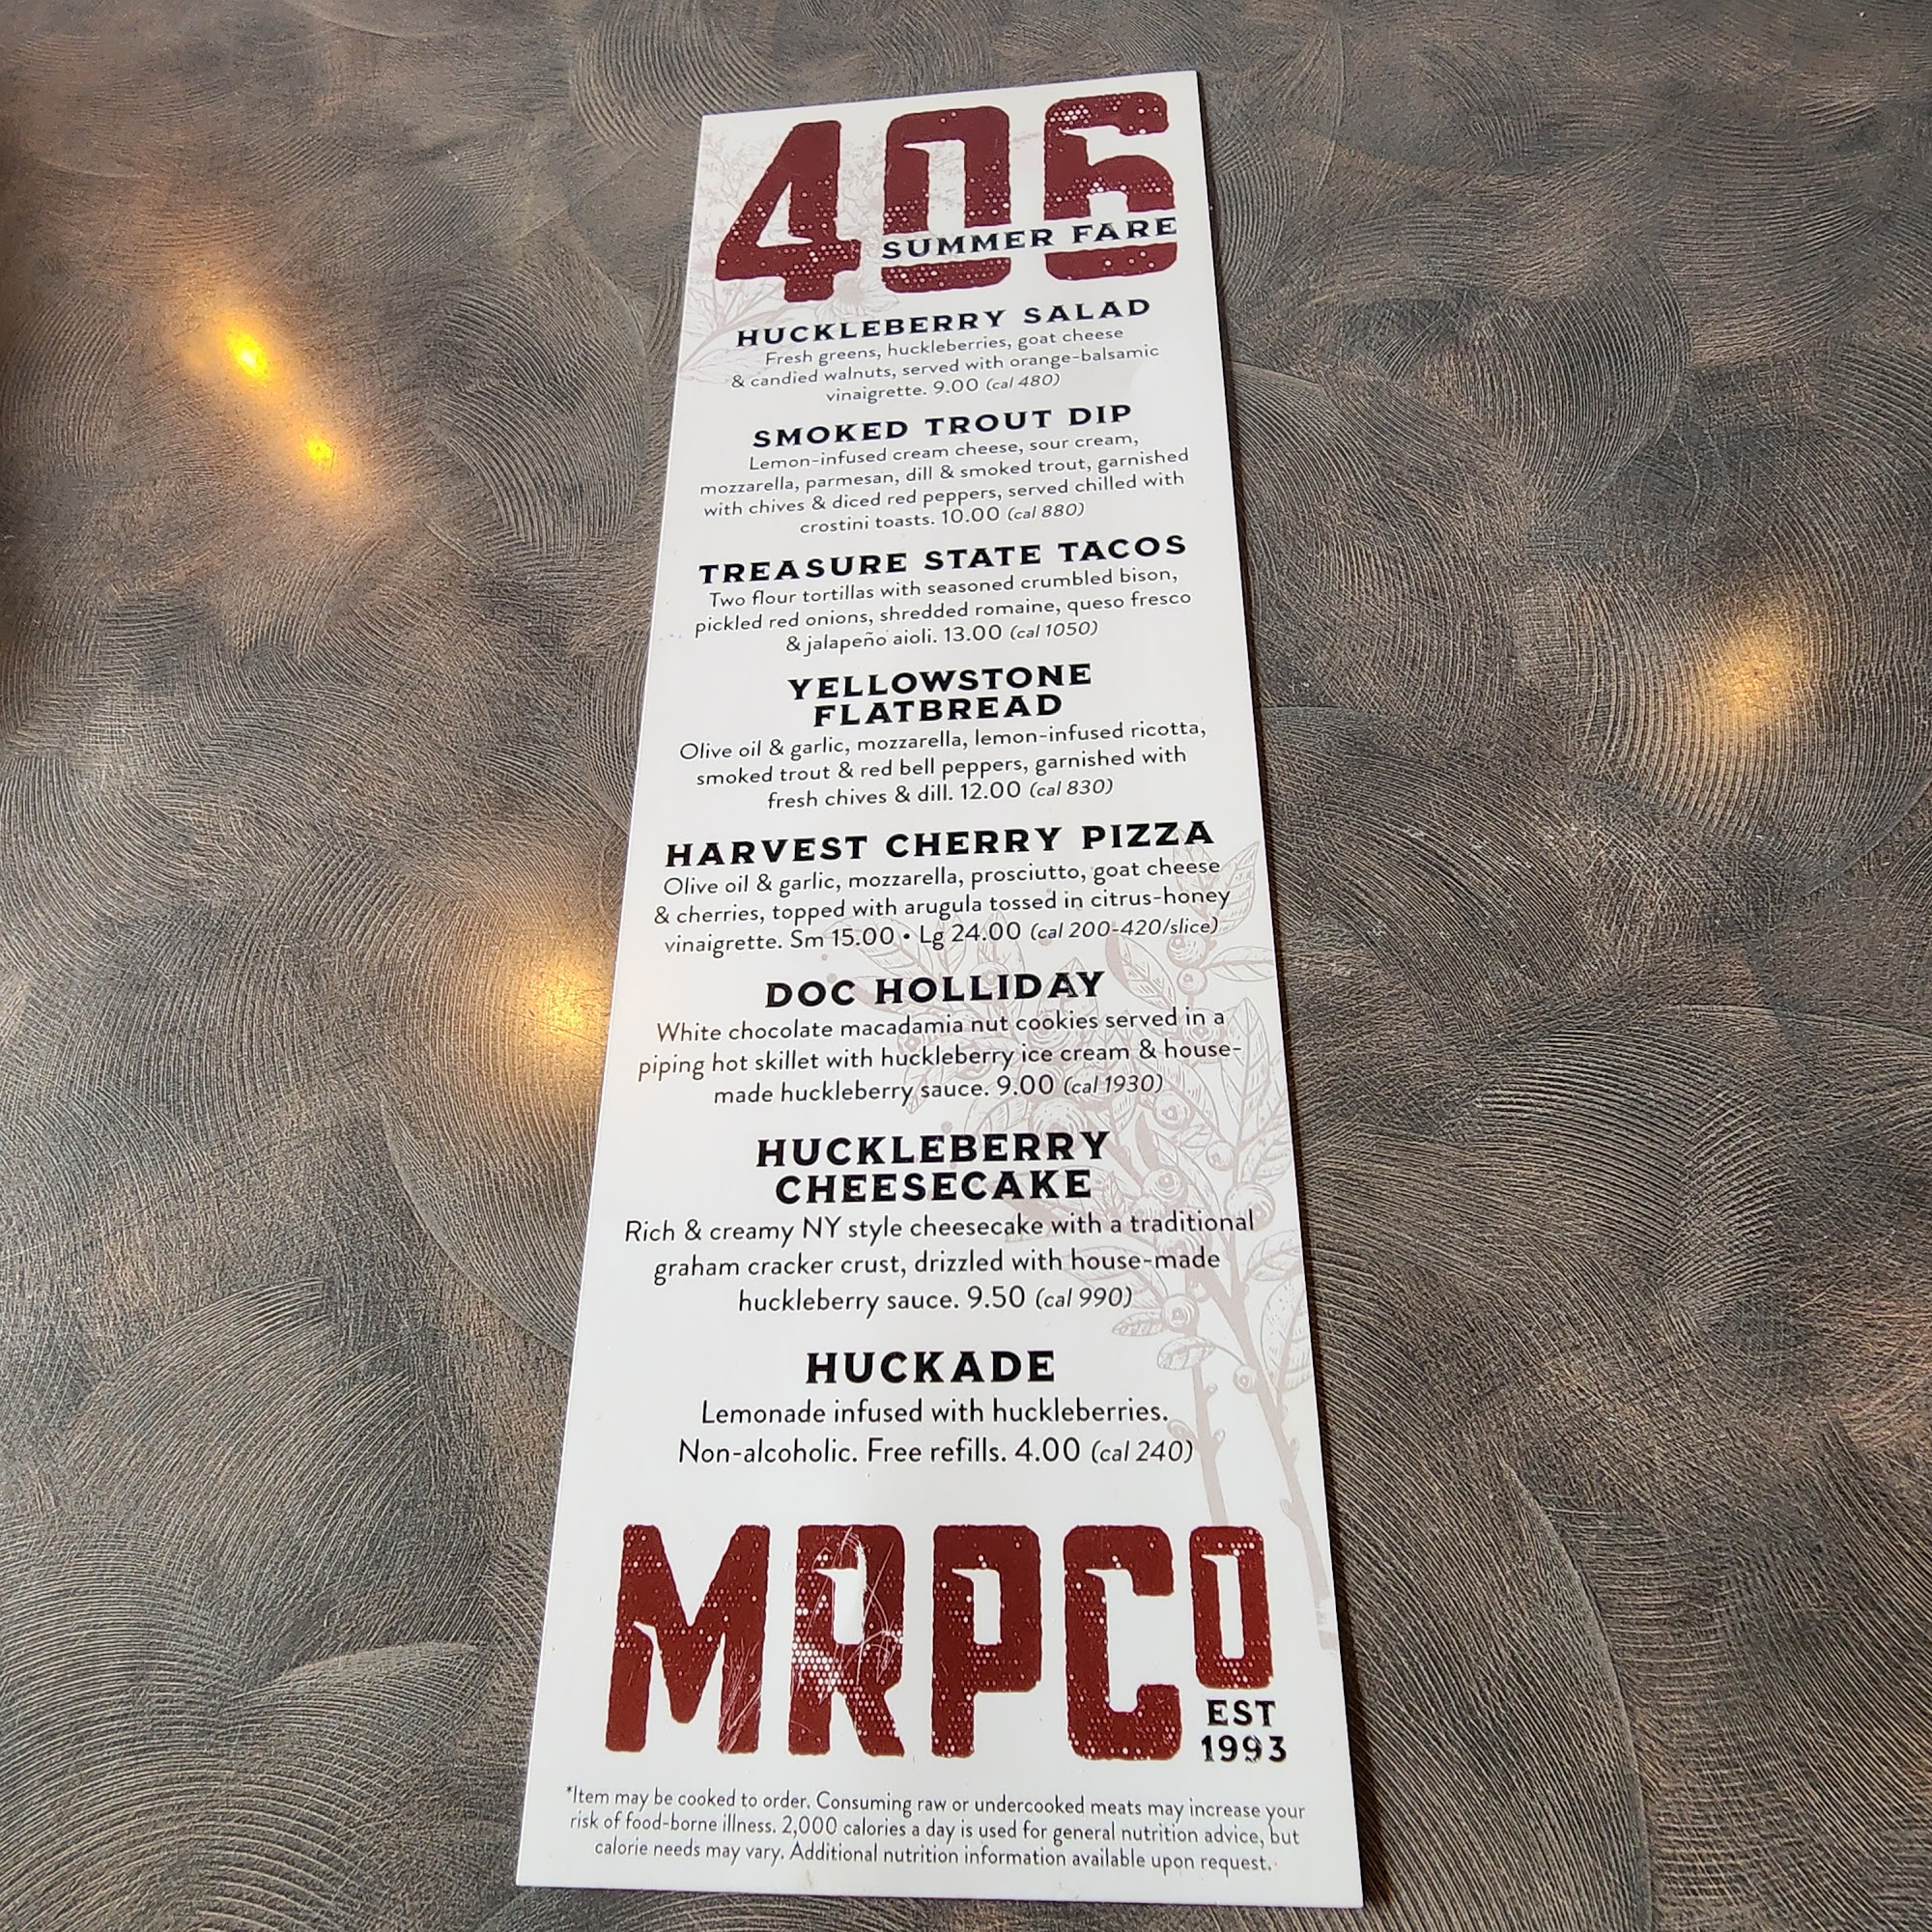 406
SUMMER FARE
HUCKLEBERRY SALAD
Fresh greens, huckleberries, goat cheese
& candied walnuts, served with orange-balsamic
vinaigrette. 9.00 (cal 480)
SMOKED TROUT DIP
Lemon-infused cream cheese, sour cream,
mozzarella, parmesan, dill & smoked trout, garnished
with chives & diced red peppers, served chilled with
crostini toasts. 10.00 (cal 880)
TREASURE STATE TACOS
Two flour tortillas with seasoned crumbled bison,
pickled red onions, shredded romaine, queso fresco
& jalapeño aioli. 13.00 (cal 1050)
YELLOWSTONE
FLATBREAD
Olive oil & garlic, mozzarella, lemon-infused ricotta,
smoked trout & red bell peppers, garnished with
fresh chives & dill. 12.00 (cal 830)
HARVEST CHERRY PIZZA
Olive oil & garlic, mozzarella, prosciutto, goat cheese
& cherries, topped with arugula tossed in citrus-honey
vinaigrette. Sm 15.00 • Lg 24.00 (cal 200-420/slice)
DOC HOLLIDAY
White chocolate macadamia nut cookies served in a
piping hot skillet with huckleberry ice cream & house-
made huckleberry sauce. 9.00 (cal 1930)
HUCKLEBERRY
CHEESECAKE
Rich & creamy NY style cheesecake with a traditional
graham cracker crust, drizzled with house-made
huckleberry sauce. 9.50 (cal 990)
HUCKADE
Lemonade infused with huckleberries.
Non-alcoholic. Free refills. 4.00 (cal 240)
MRPCO
EST
1993
*Item may be cooked to order. Consuming raw or undercooked meats may increase your
risk of food-borne illness. 2,000 calories a day is used for general nutrition advice, but
calorie needs may vary. Additional nutrition information available upon request.